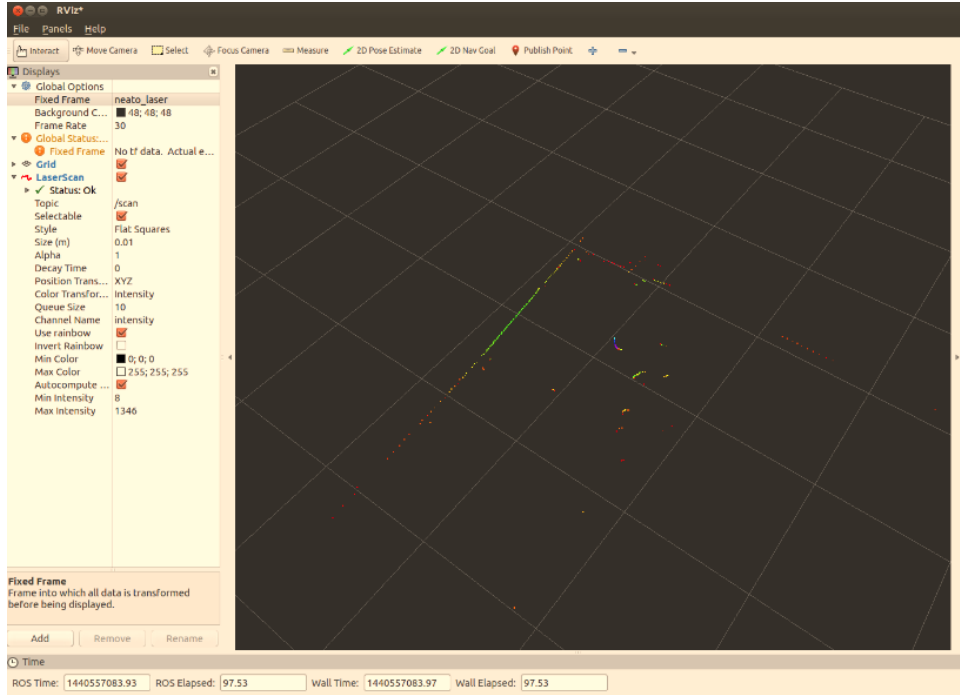 RViz*
File Panels Help
Interact Move Camera Select Focus Camera Measure 2D Pose Estimate 2D Nav Goal Publish Point
Displays
Global Options
Fixed Frame neato_laser
Background C... 48; 48; 48
Frame Rate 30
Global Status:...
Fixed Frame No tf data. Actual e...
Grid
LaserScan
Status: Ok
Topic /scan
Selectable
Style Flat Squares
Size (m) 0.01
Alpha 1
Decay Time 0
Position Trans... XYZ
Color Transfor... Intensity
Queue Size 10
Channel Name intensity
Use rainbow
Invert Rainbow
Min Color 0; 0; 0
Max Color 255; 255; 255
Autocompute ...
Min Intensity 8
Max Intensity 1346
Fixed Frame
Frame into which all data is transformed
before being displayed.
Add Remove Rename
Time
ROS Time: 1440557083.93 ROS Elapsed: 97.53 Wall Time: 1440557083.97 Wall Elapsed: 97.53